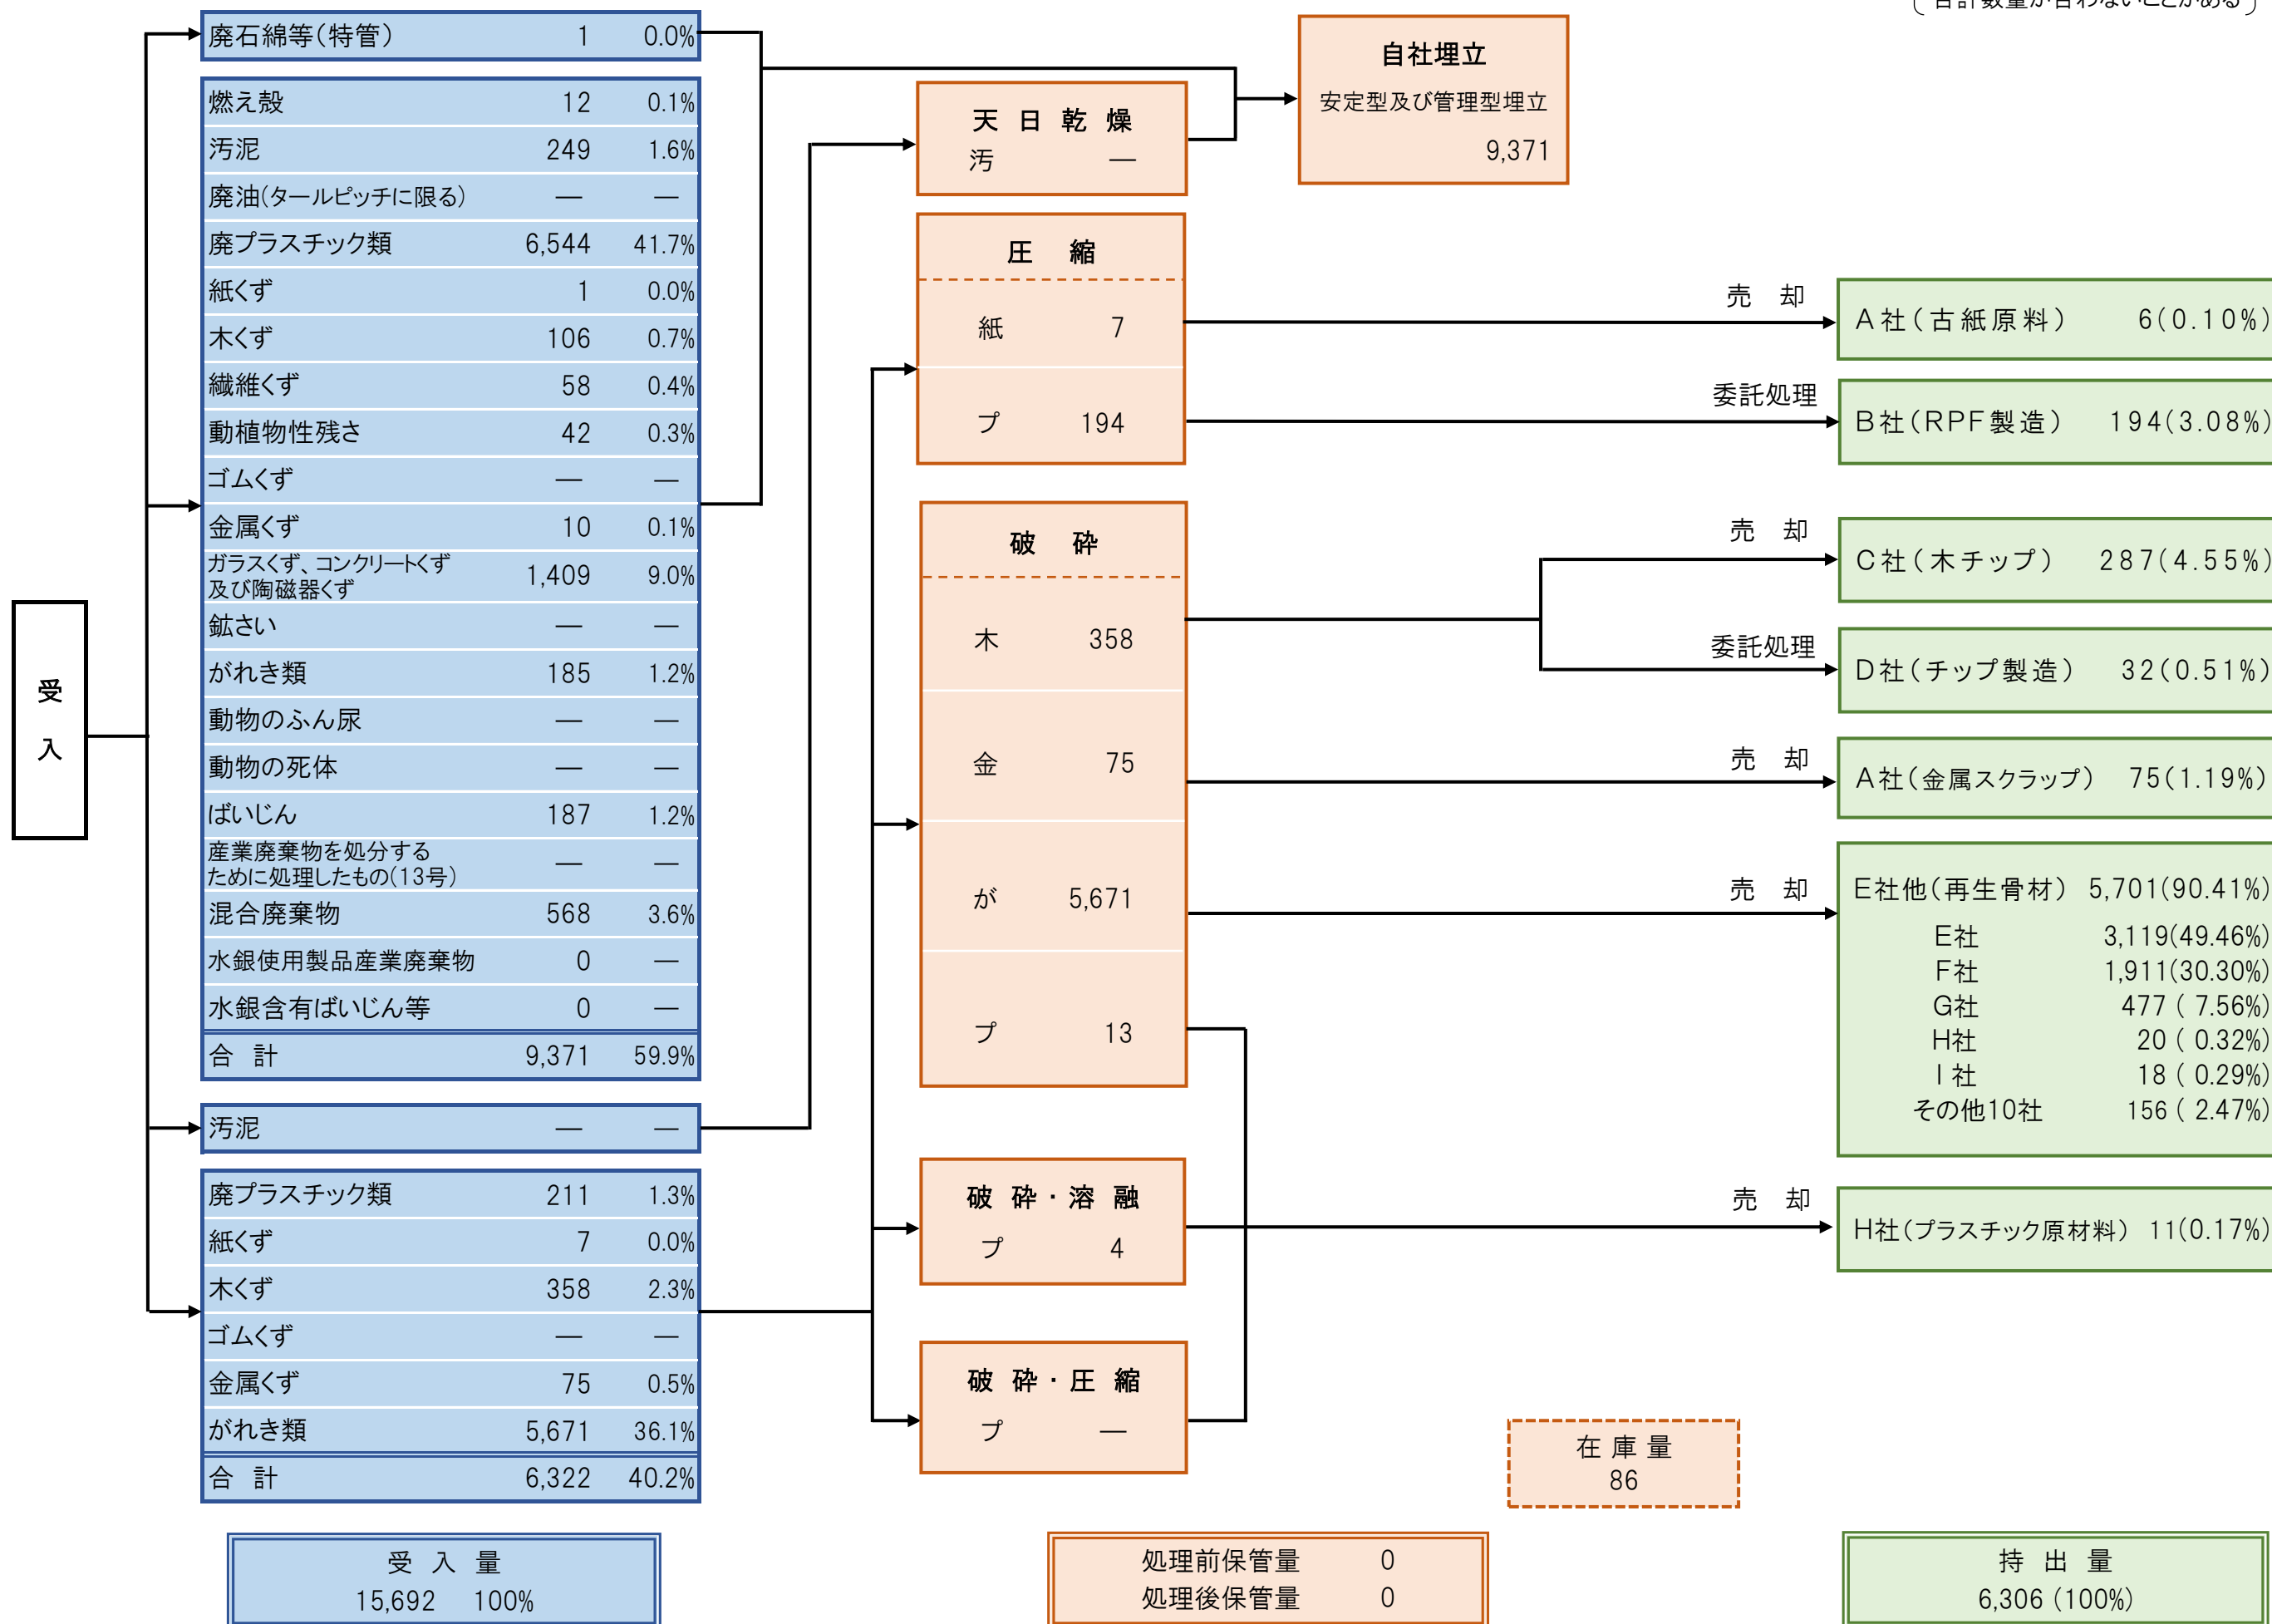 合計数量が合わないことがある
受
入
廃石綿等(特管) 1 0.0%
燃え殻 12 0.1%
汚泥 249 1.6%
廃油(タールピッチに限る) ― ―
廃プラスチック類 6,544 41.7%
紙くず 1 0.0%
木くず 106 0.7%
繊維くず 58 0.4%
動植物性残さ 42 0.3%
ゴムくず ― ―
金属くず 10 0.1%
ガラスくず、コンクリートくず
及び陶磁器くず 1,409 9.0%
鉱さい ― ―
がれき類 185 1.2%
動物のふん尿 ― ―
動物の死体 ― ―
ばいじん 187 1.2%
産業廃棄物を処分する
ために処理したもの(13号) ― ―
混合廃棄物 568 3.6%
水銀使用製品産業廃棄物 0 ―
水銀含有ばいじん等 0 ―
合 計 9,371 59.9%
汚泥 ― ―
廃プラスチック類 211 1.3%
紙くず 7 0.0%
木くず 358 2.3%
ゴムくず ― ―
金属くず 75 0.5%
がれき類 5,671 36.1%
合 計 6,322 40.2%
受 入 量
15,692 100%
天 日 乾 燥
汚 ―
自社埋立
安定型及び管理型埋立
9,371
圧 縮
紙 7
プ 194
破 砕
木 358
金 75
が 5,671
プ 13
破 砕・溶 融
プ 4
破 砕・圧 縮
プ ―
在 庫 量
86
処理前保管量 0
処理後保管量 0
売 却
A社(古紙原料) 6(0.10%)
委託処理
B社(RPF製造) 194(3.08%)
売 却
C社(木チップ) 287(4.55%)
委託処理
D社(チップ製造) 32(0.51%)
売 却
A社(金属スクラップ) 75(1.19%)
売 却
E社他(再生骨材) 5,701(90.41%)
E社 3,119(49.46%)
F社 1,911(30.30%)
G社 477 ( 7.56%)
H社 20 ( 0.32%)
I 社 18 ( 0.29%)
その他10社 156 ( 2.47%)
売 却
H社(プラスチック原材料) 11(0.17%)
持 出 量
6,306 (100%)